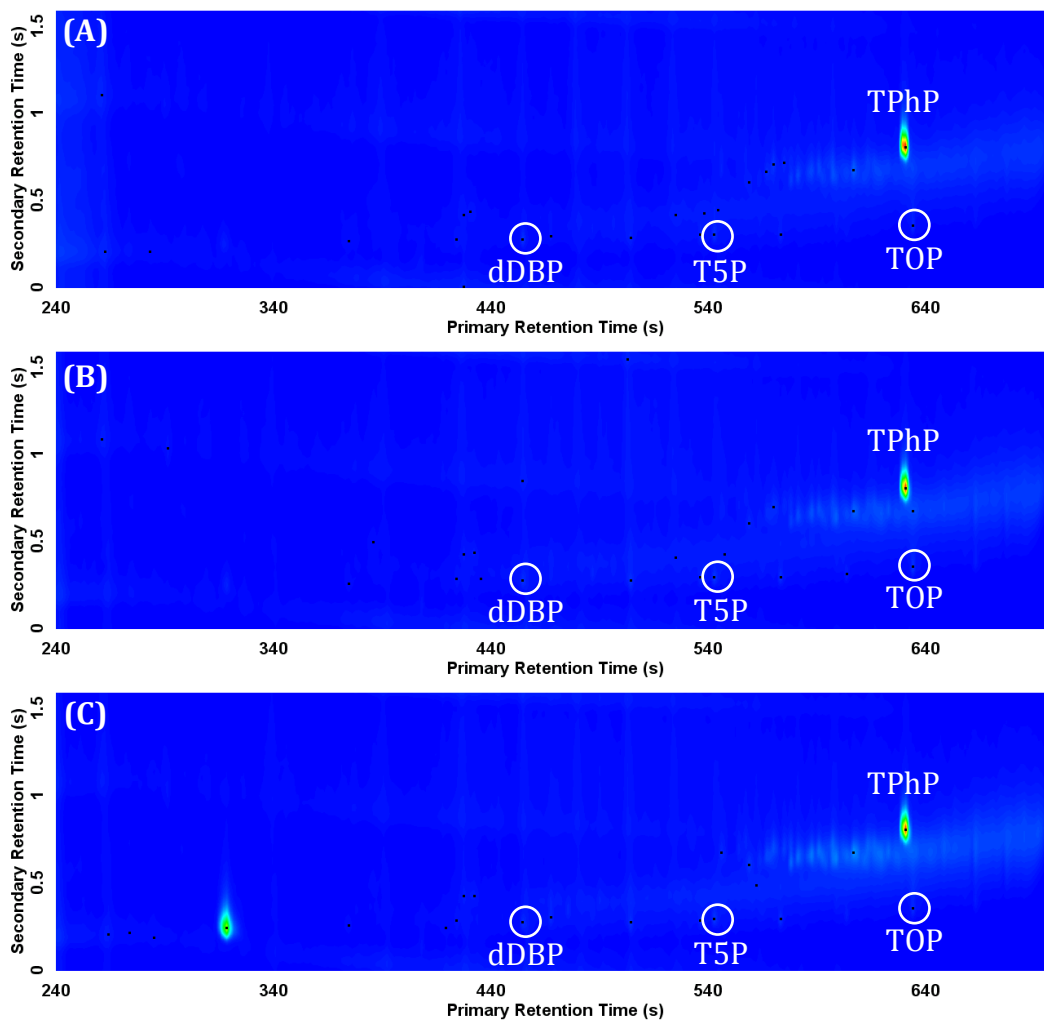 (A)
TPhP
dDBP
T5P
TOP
Secondary Retention Time (s)
0
0.5
1
1.5
240
340
440
540
640
Primary Retention Time (s)
(B)
TPhP
dDBP
T5P
TOP
Secondary Retention Time (s)
0
0.5
1
1.5
240
340
440
540
640
Primary Retention Time (s)
(C)
TPhP
dDBP
T5P
TOP
Secondary Retention Time (s)
0
0.5
1
1.5
240
340
440
540
640
Primary Retention Time (s)